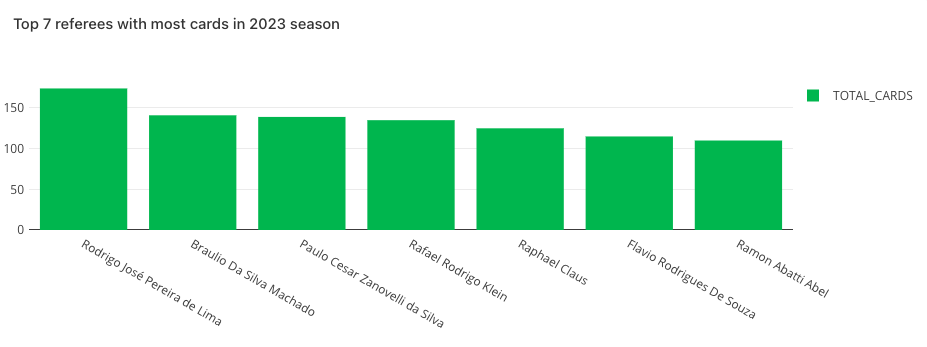 Top 7 referees with most cards in 2023 season
TOTAL_CARDS
150
100
50
0
Rodrigo José Pereira de Lima
Braulio Da Silva Machado
Paulo Cesar Zanovelli da Silva
Rafael Rodrigo Klein
Raphael Claus
Flavio Rodrigues De Souza
Ramon Abatti Abel